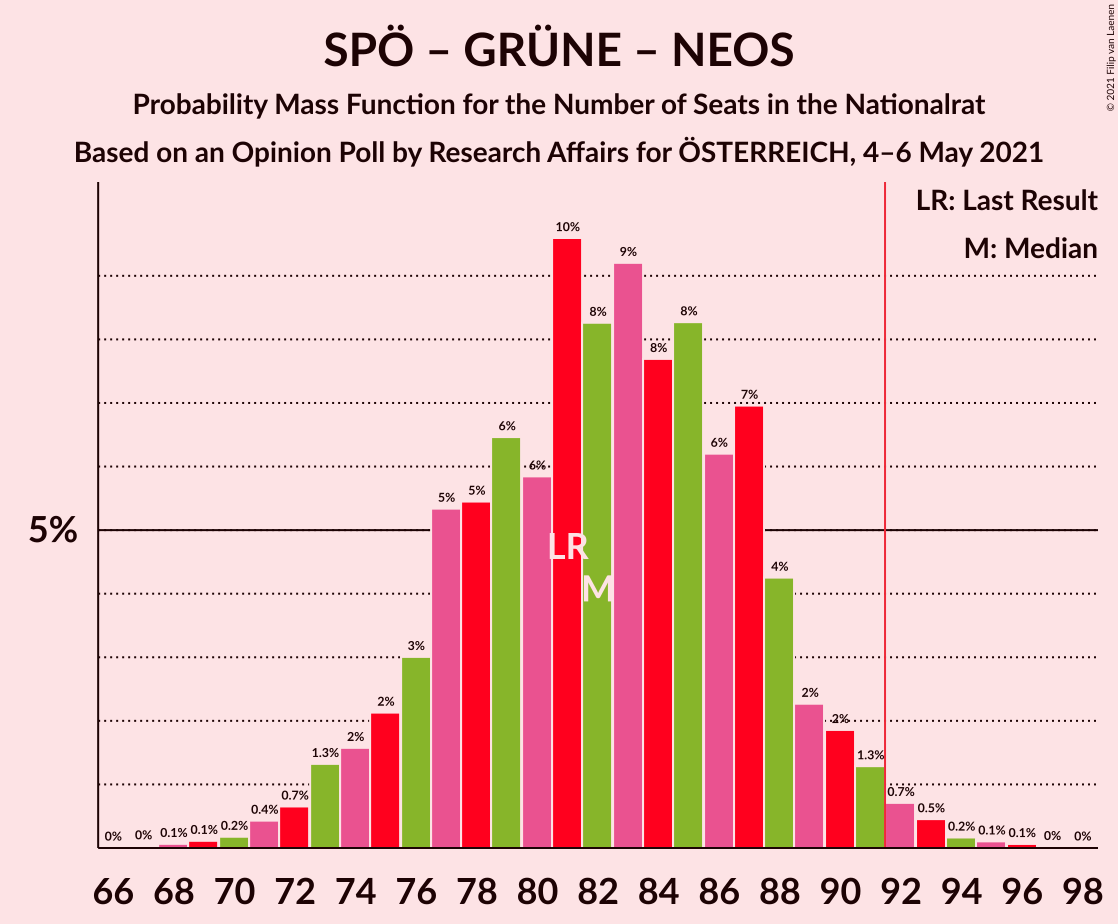 SPÖ – GRÜNE – NEOS
Probability Mass Function for the Number of Seats in the Nationalrat
Based on an Opinion Poll by Research Affairs for ÖSTERREICH, 4–6 May 2021
© 2021 Filip van Laenen
LR: Last Result
M: Median
5%
0% 0% 0.1% 0.1% 0.2% 0.4% 0.7% 1.3% 2% 2% 3% 5% 5% 6% 6% 10% 8% 9% 8% 8% 6% 7% 4% 2% 2% 1.3% 0.7% 0.5% 0.2% 0.1% 0.1% 0% 0%
LR
M
66 68 70 72 74 76 78 80 82 84 86 88 90 92 94 96 98